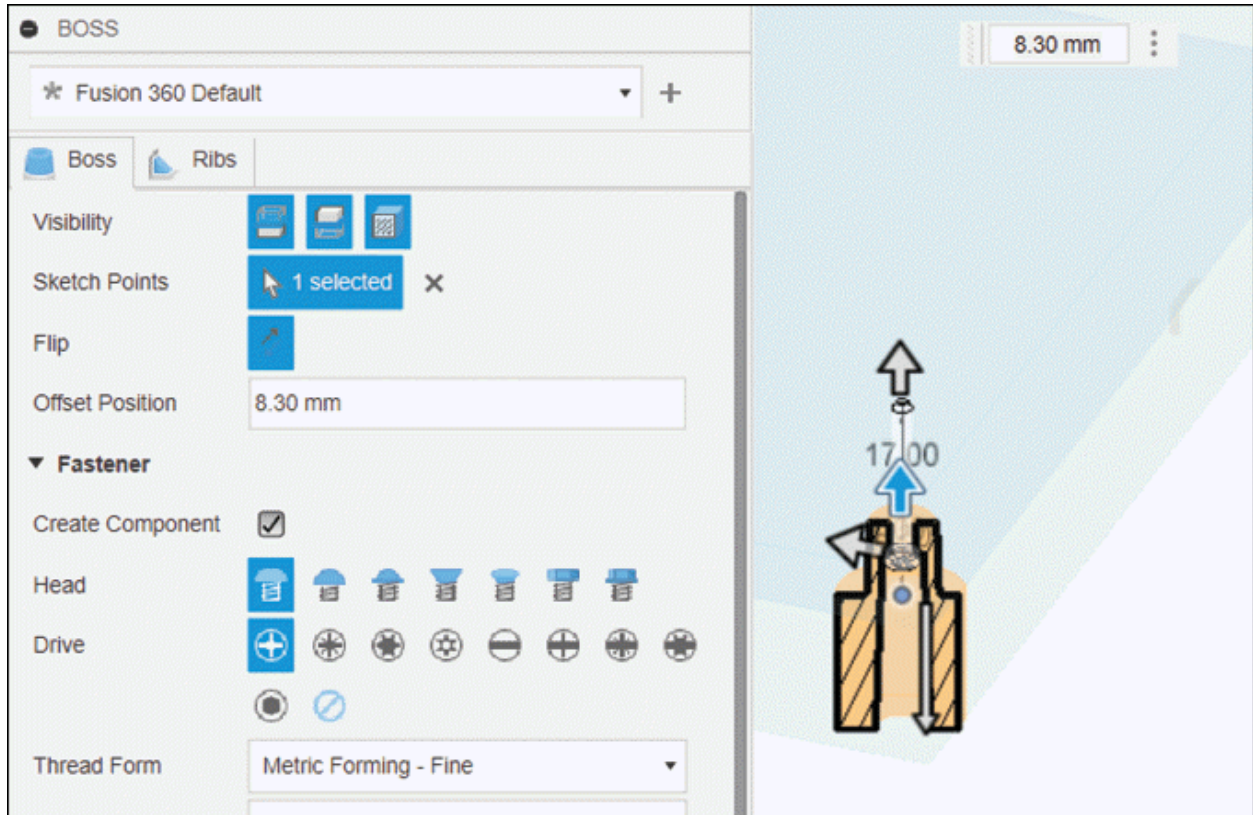 BOSS
8.30 mm
Fusion 360 Default
Boss
Ribs
Visibility
Sketch Points
1 selected
Flip
Offset Position
8.30 mm
Fastener
17.00
Create Component
Head
Drive
Thread Form
Metric Forming - Fine